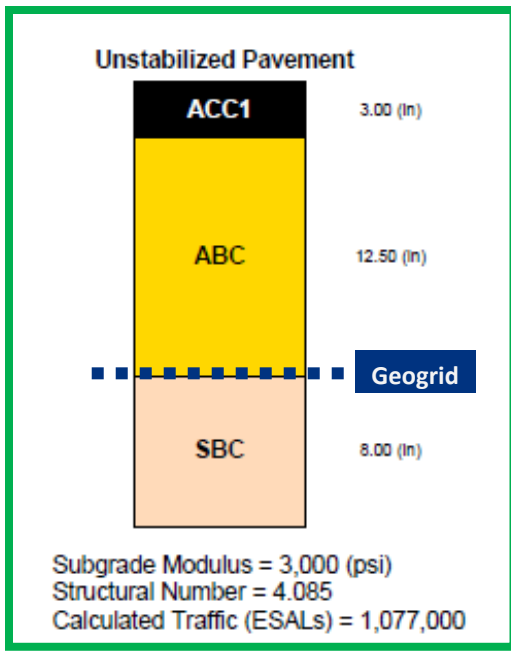 Unstabilized Pavement
ACC1 3.00 (in)
ABC 12.50 (in)
Geogrid
SBC 8.00 (in)
Subgrade Modulus = 3,000 (psi)
Structural Number = 4.085
Calculated Traffic (ESALs) = 1,077,000